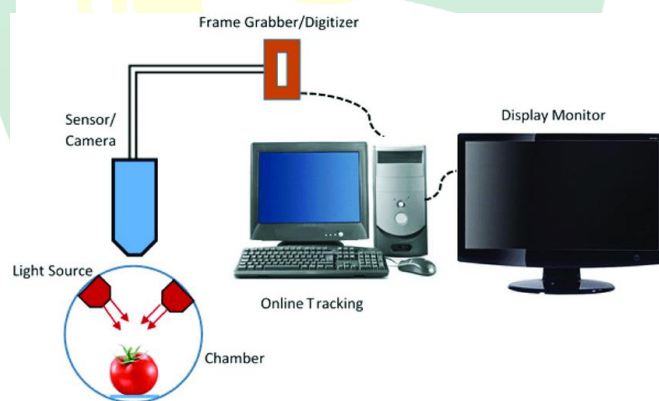 Frame Grabber/Digitizer
Sensor/
Camera
Display Monitor
Light Source
Online Tracking
Chamber